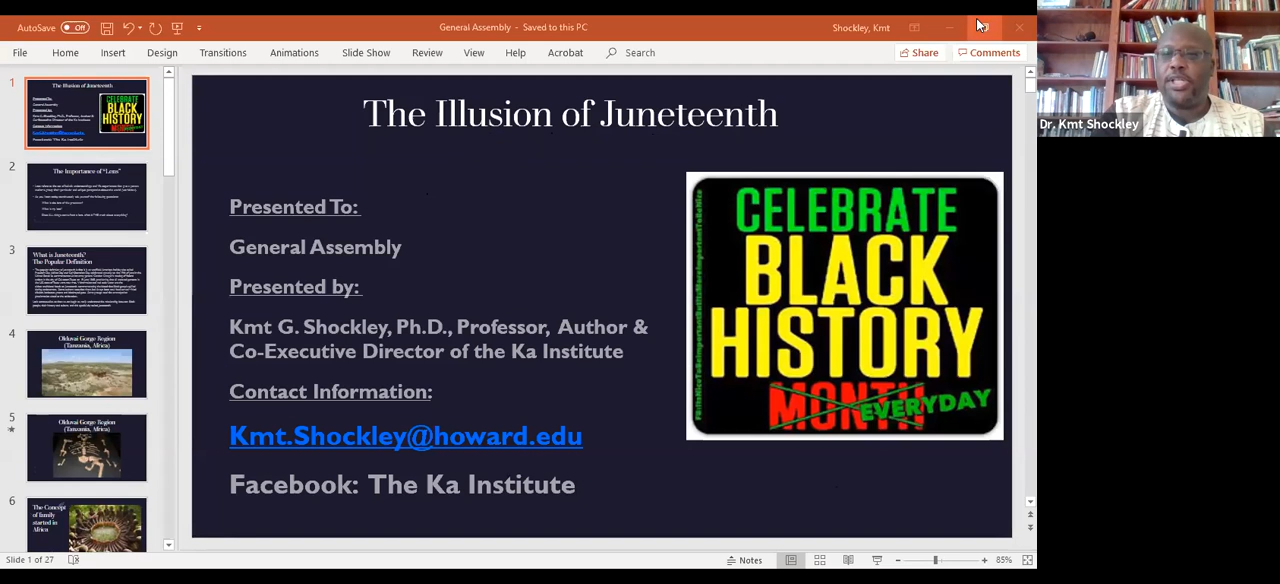 AutoSave Off
General Assembly - Saved to this PC
Shockley, Kmt
File Home Insert Design Transitions Animations Slide Show Review View Help Acrobat Search Share Comments
1
The Illusion of Juneteenth
CELEBRATE
BLACK
HISTORY
MONTH
EVERYDAY
2
The Importance of "Lens"
3
What is Juneteenth?
The Popular Definition
4
Olduvai Gorge Region
(Tanzania, Africa)
5
Olduvai Gorge Region
(Tanzania, Africa)
6
The Concept
of family
started in
Africa
The Illusion of Juneteenth
Presented To:
General Assembly
Presented by:
Kmt G. Shockley, Ph.D., Professor, Author &
Co-Executive Director of the Ka Institute
Contact Information:
Kmt.Shockley@howard.edu
Facebook: The Ka Institute
CELEBRATE
BLACK
HISTORY
MONTH
EVERYDAY
Dr. Kmt Shockley
Slide 1 of 27
Notes
85%